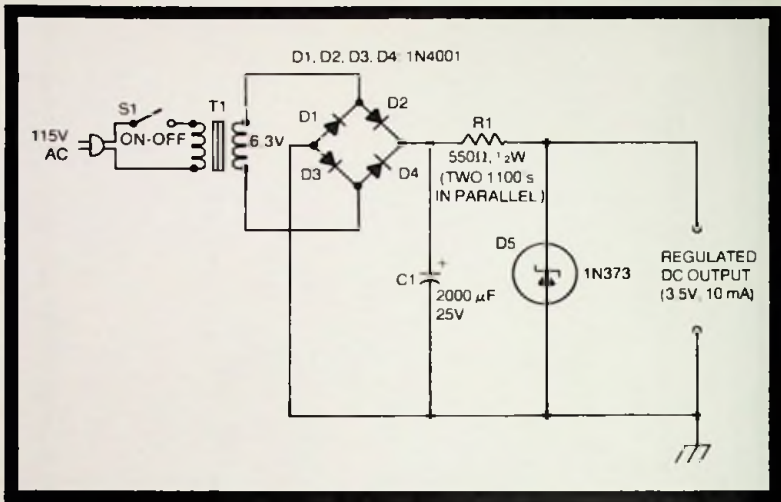 D1, D2, D3, D4: 1N4001
S1
T1
D1
D2
115V
AC
ON-OFF
6.3V
R1
550Ω, ½W
(TWO 1100 s
IN PARALLEL)
D3
D4
D5
1N373
C1
+
2000 µF
25V
REGULATED
DC OUTPUT
(3.5V, 10 mA)